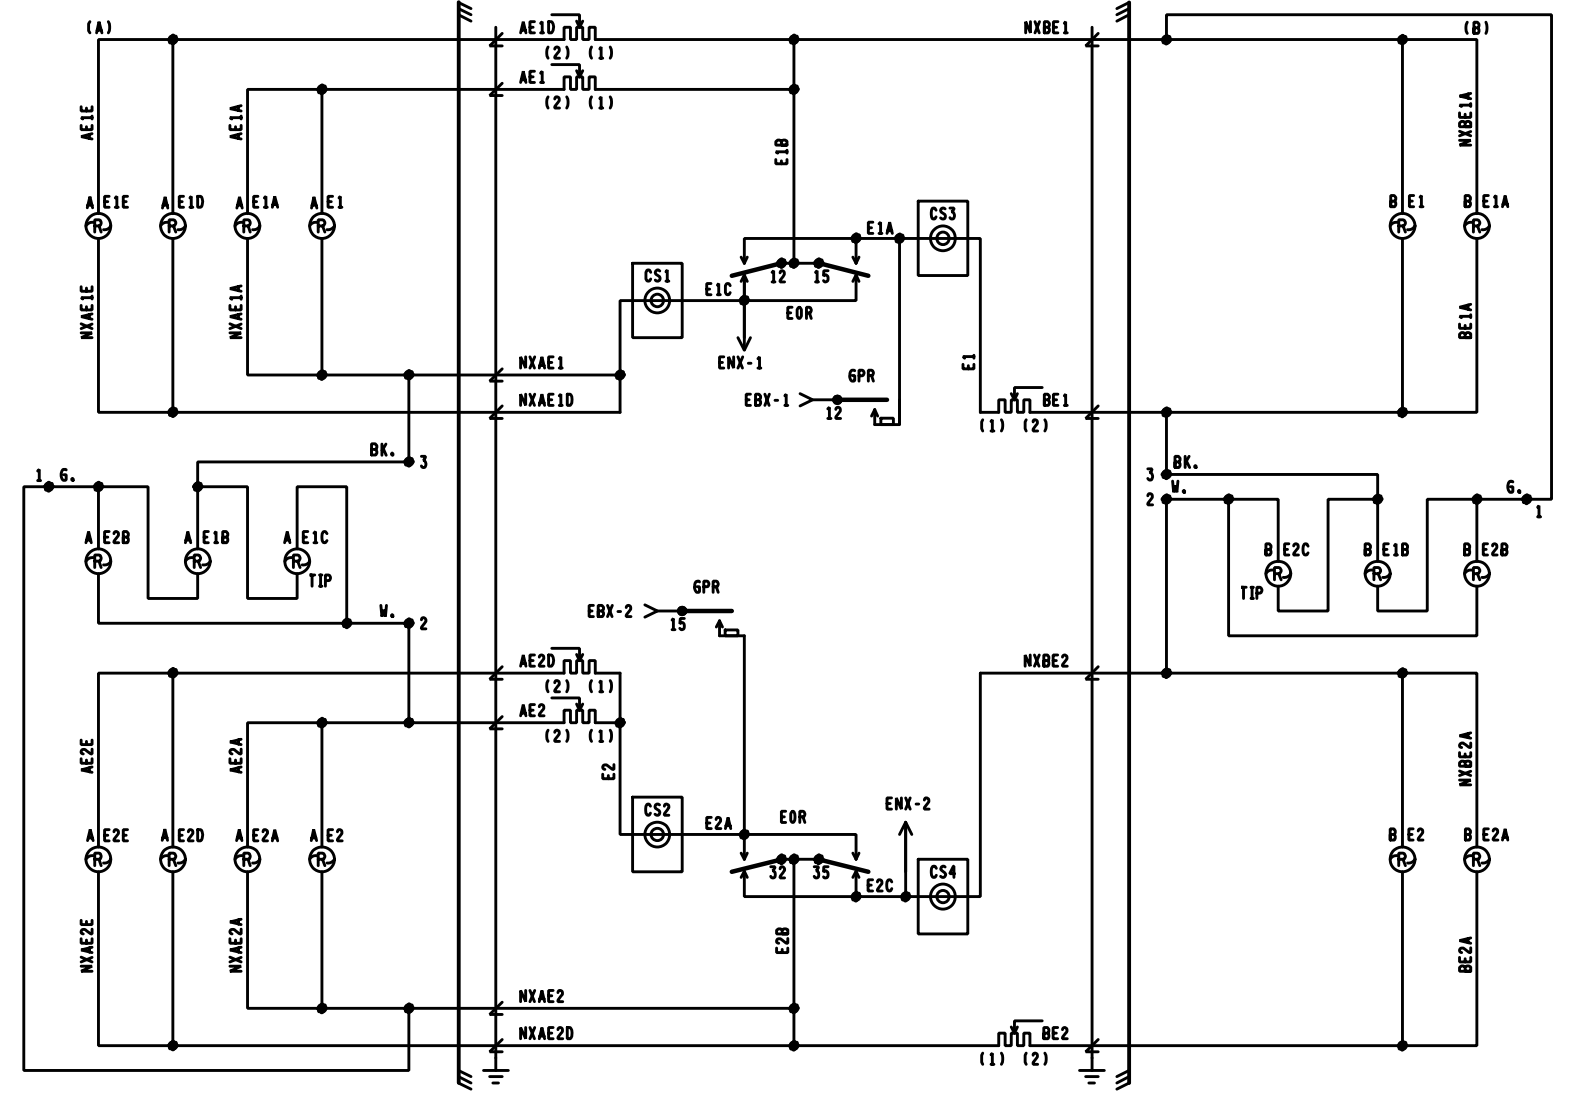 (A) AE1D NXBE1 (B)
(2) (1)
AE1
(2) (1)
AE1E AE1A E1B NXBE1A
A E1E A E1D A E1A A E1 CS3 B E1 B E1A
R R R R R R
E1A
CS1 12 15
NXAE1E NXAE1A E1C EOR BE1A
NXAE1 ENX-1 E1
GPR
NXAE1D EBX-1 BE1
12 (1) (2)
BK. 3 3 BK.
1 G. 2 W. G. 1
A E2B A E1B A E1C B E2C B E1B B E2B
R R R R R R
TIP TIP
GPR
W. 2 EBX-2
15
AE2D NXBE2
(2) (1)
AE2
(2) (1)
AE2E AE2A E2 NXBE2A
CS2 ENX-2
E2A EOR
A E2E A E2D A E2A A E2 B E2 B E2A
R R R R R R
32 35 CS4
E2C
NXAE2E NXAE2A E2B BE2A
NXAE2
NXAE2D BE2
(1) (2)